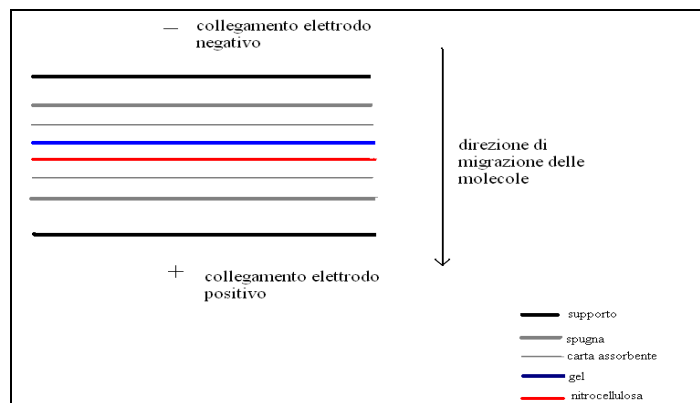 — collegamento elettrodo
negativo
direzione di
migrazione delle
molecole
+ collegamento elettrodo
positivo
supporto
spugna
carta assorbente
gel
nitrocellulosa